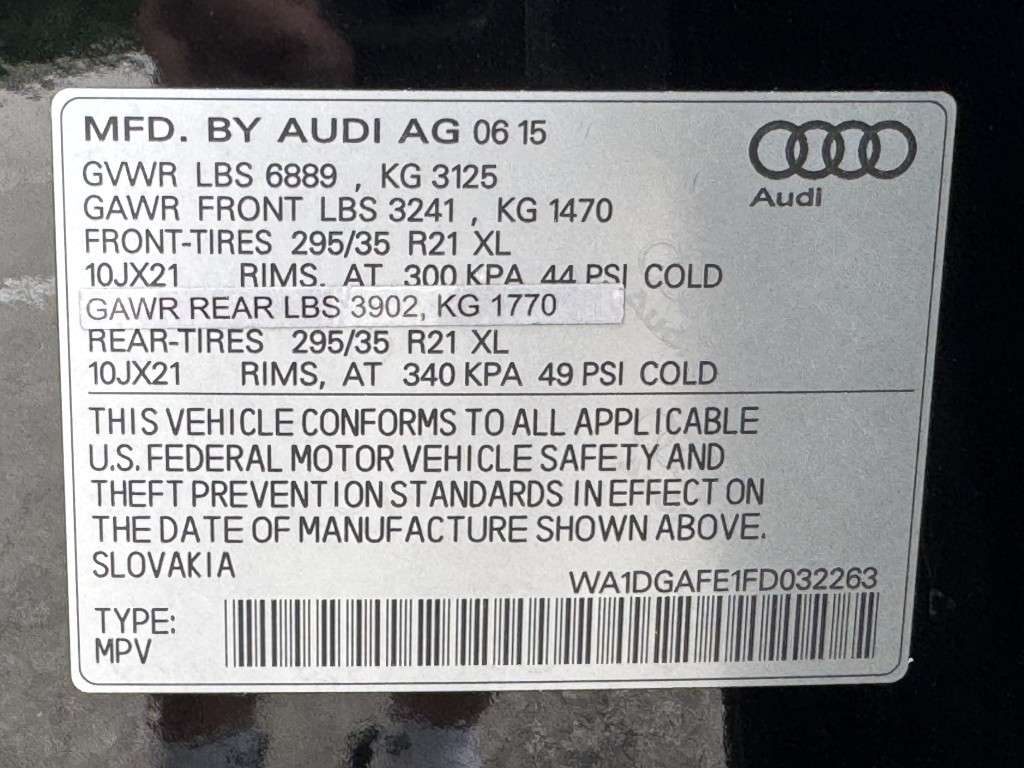 MFD. BY AUDI AG 06 15
Audi
GVWR LBS 6889 , KG 3125
GAWR FRONT LBS 3241 , KG 1470
FRONT-TIRES 295/35 R21 XL
10JX21 RIMS, AT 300 KPA 44 PSI COLD
GAWR REAR LBS 3902, KG 1770
REAR-TIRES 295/35 R21 XL
10JX21 RIMS, AT 340 KPA 49 PSI COLD
THIS VEHICLE CONFORMS TO ALL APPLICABLE
U.S. FEDERAL MOTOR VEHICLE SAFETY AND
THEFT PREVENTION STANDARDS IN EFFECT ON
THE DATE OF MANUFACTURE SHOWN ABOVE.
SLOVAKIA
WA1DGAFE1FD032263
TYPE:
MPV